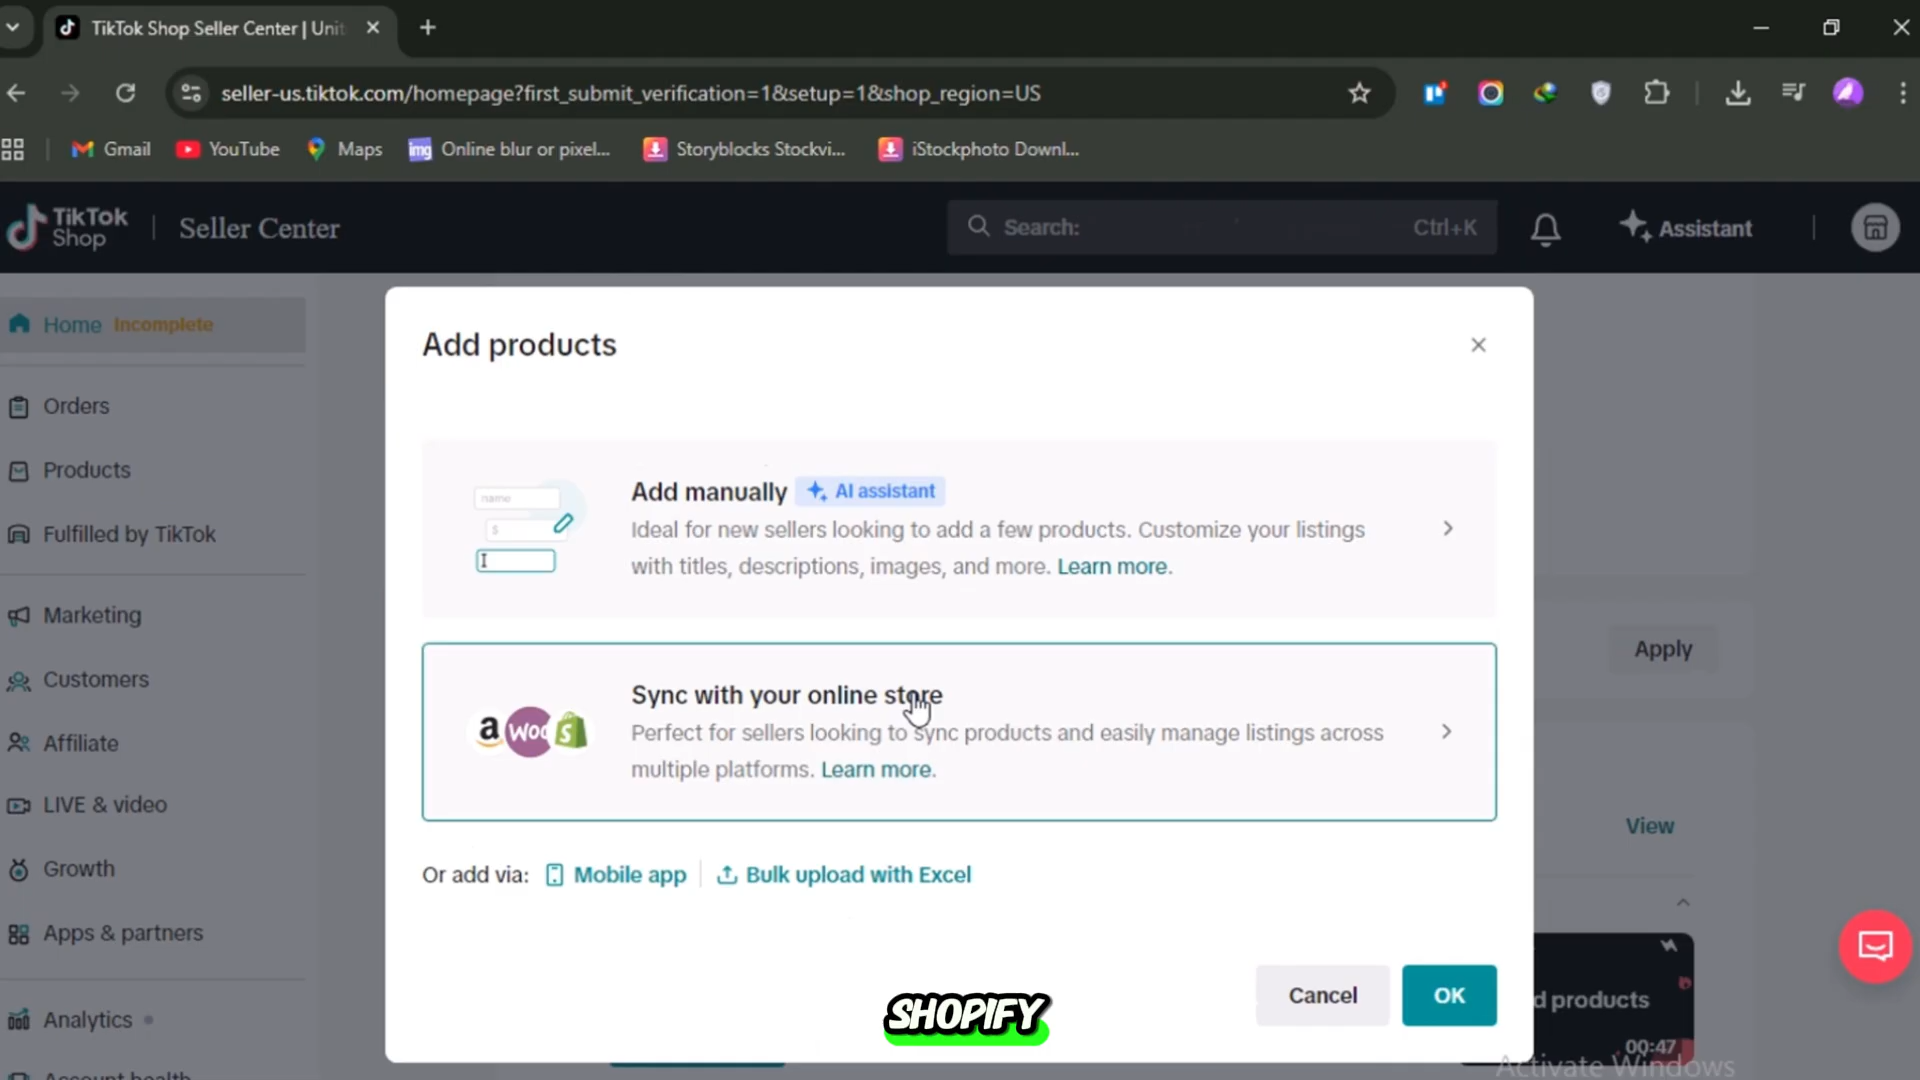 TikTok Shop Seller Center | Unit
seller-us.tiktok.com/homepage?first_submit_verification=1&setup=1&shop_region=US
Gmail
YouTube
Maps
img
Online blur or pixel...
Storyblocks Stockvi...
iStockphoto Downl...
TikTok
Shop
Seller Center
Search:
Ctrl+K
Assistant
Home
Incomplete
Orders
Products
Fulfilled by TikTok
Marketing
Customers
Affiliate
LIVE & video
Growth
Apps & partners
Analytics
Account health
Add products
name
$
Add manually
AI assistant
Ideal for new sellers looking to add a few products. Customize your listings
with titles, descriptions, images, and more. Learn more.
a
Woo
S
Sync with your online store
Perfect for sellers looking to sync products and easily manage listings across
multiple platforms. Learn more.
Or add via:
Mobile app
Bulk upload with Excel
Cancel
OK
Apply
View
d products
00:47
Activate Windows
SHOPIFY